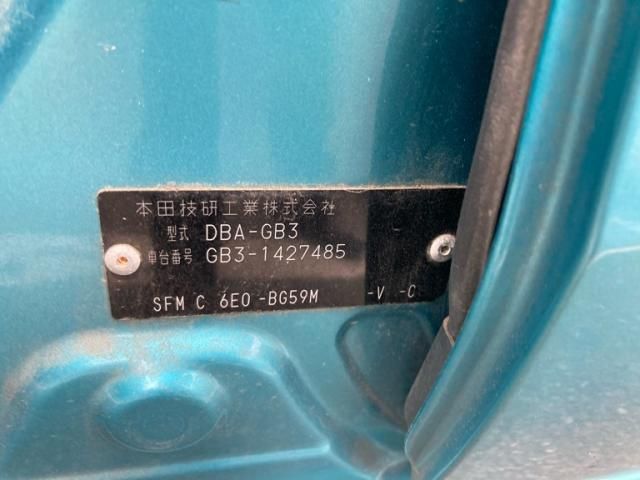 本田技研工業株式会社
型式 DBA-GB3
車台番号 GB3-1427485
SFM C 6E0 -BG59M -V -C